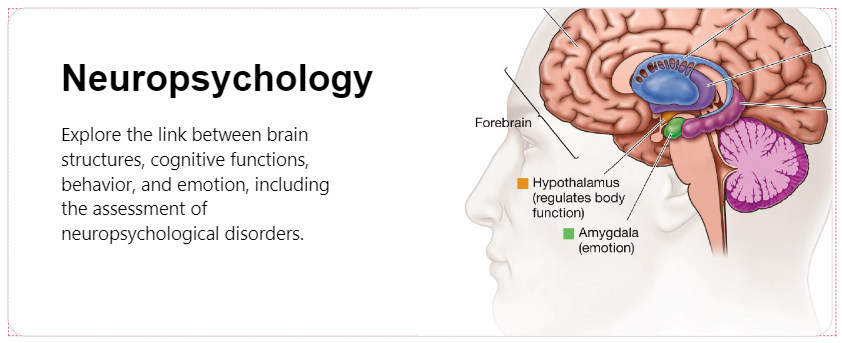 Neuropsychology
Explore the link between brain
structures, cognitive functions,
behavior, and emotion, including
the assessment of
neuropsychological disorders.
Forebrain
Hypothalamus
(regulates body
function)
Amygdala
(emotion)